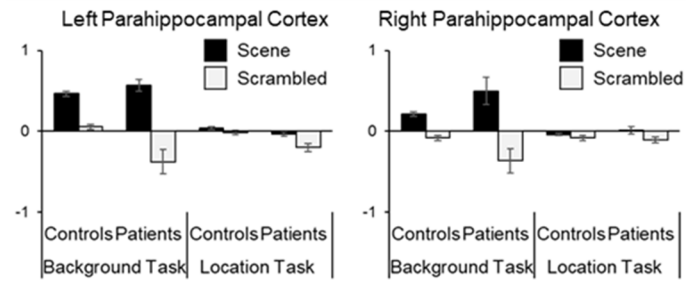 Left Parahippocampal Cortex
1
Scene
Scrambled
0
-1
Controls Patients Controls Patients
Background Task Location Task
Right Parahippocampal Cortex
1
Scene
Scrambled
0
-1
Controls Patients Controls Patients
Background Task Location Task